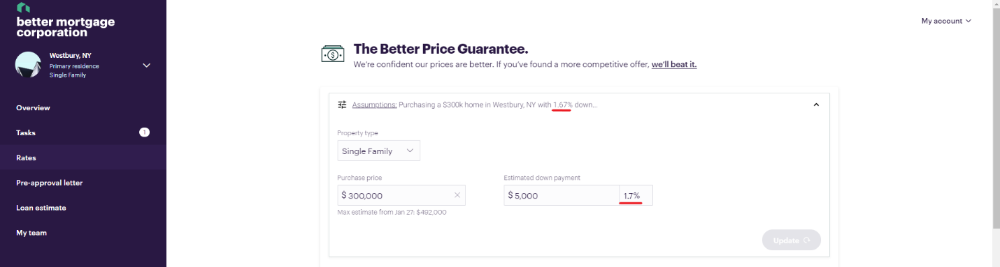 better mortgage
corporation
Westbury, NY
Primary residence
Single Family
Overview
Tasks 1
Rates
Pre-approval letter
Loan estimate
My team
My account
The Better Price Guarantee.
We're confident our prices are better. If you've found a more competitive offer, we'll beat it.
Assumptions: Purchasing a $300k home in Westbury, NY with 1.67% down...
Property type
Single Family
Purchase price Estimated down payment
$ 300,000 $ 5,000 1.7%
Max estimate from Jan 27: $492,000
Update